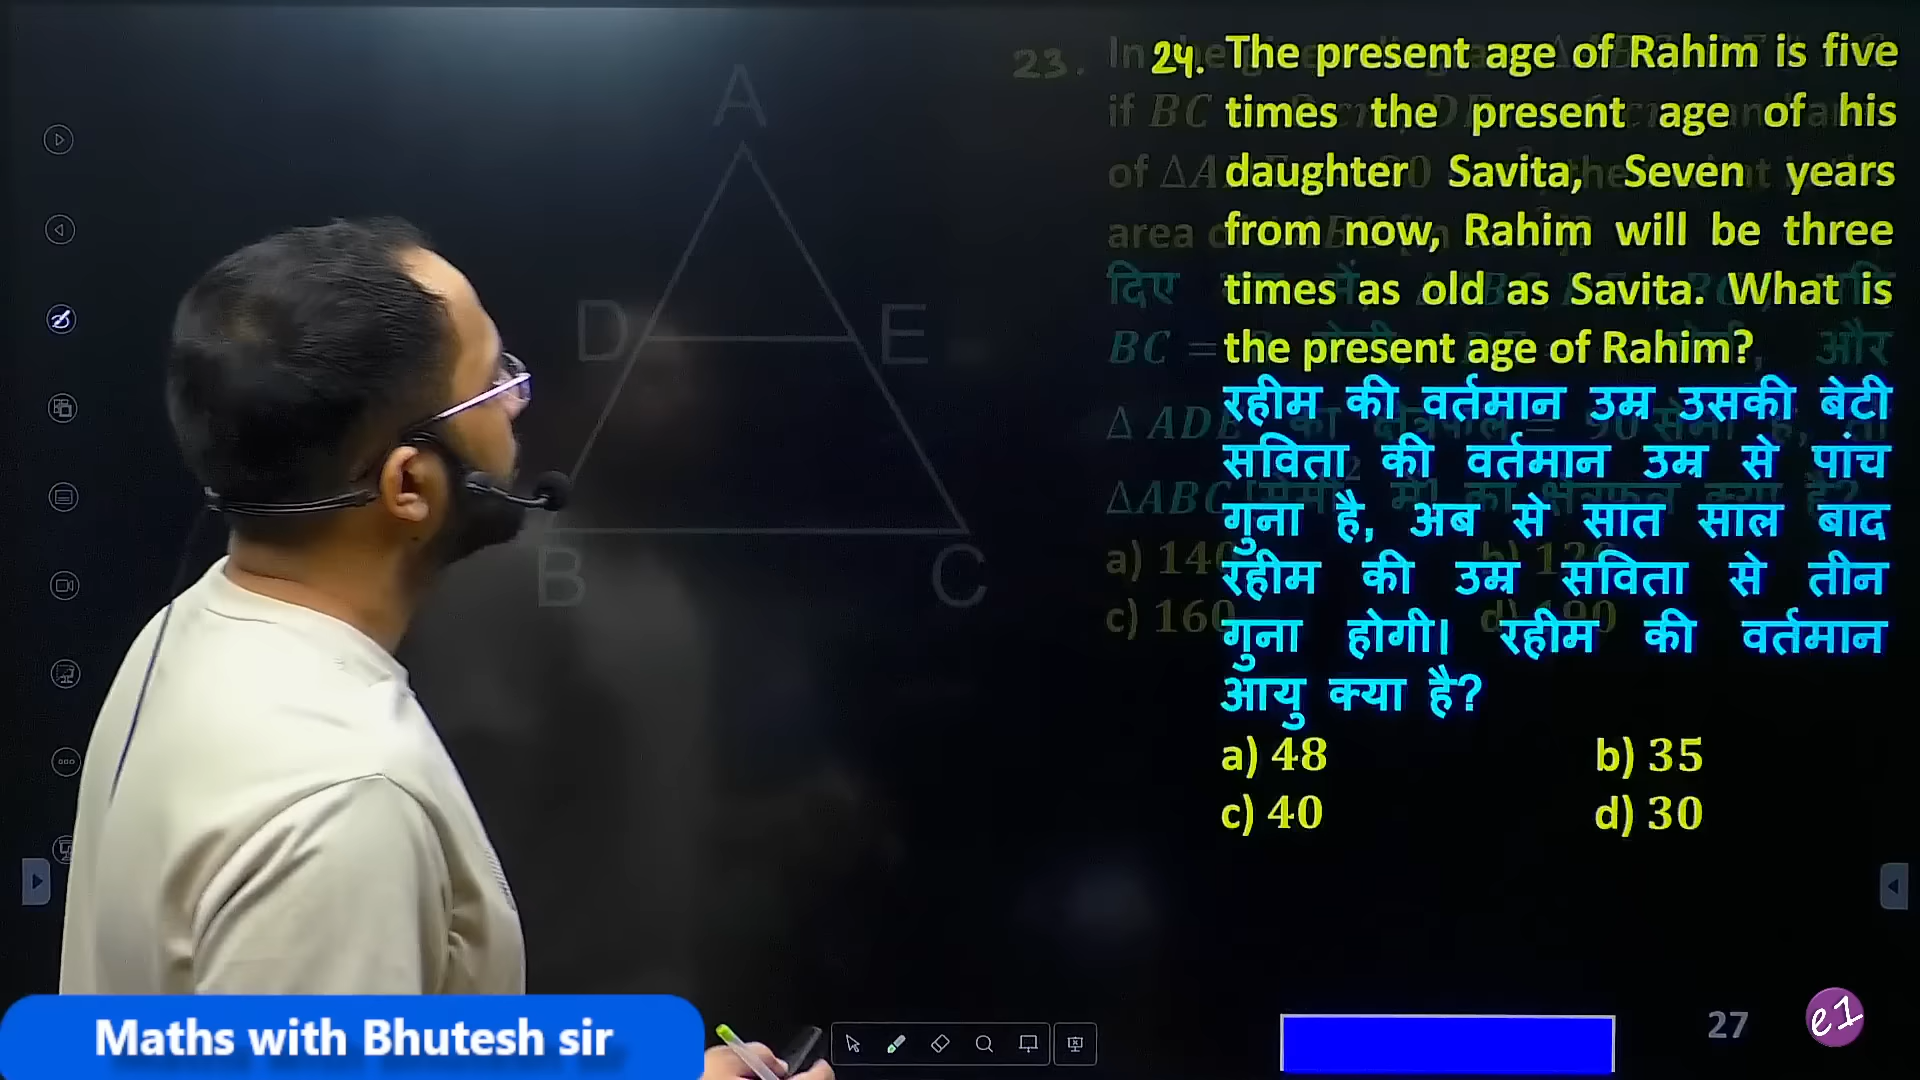 A
D
E
B
C
23.
24. The present age of Rahim is five
times the present age of his
daughter Savita, Seven years
from now, Rahim will be three
times as old as Savita. What is
the present age of Rahim?
रहीम की वर्तमान उम्र उसकी बेटी
सविता की वर्तमान उम्र से पांच
गुना है, अब से सात साल बाद
रहीम की उम्र सविता से तीन
गुना होगी| रहीम की वर्तमान
आयु क्या है?
a) 48 b) 35
c) 40 d) 30
Maths with Bhutesh sir
27
e1